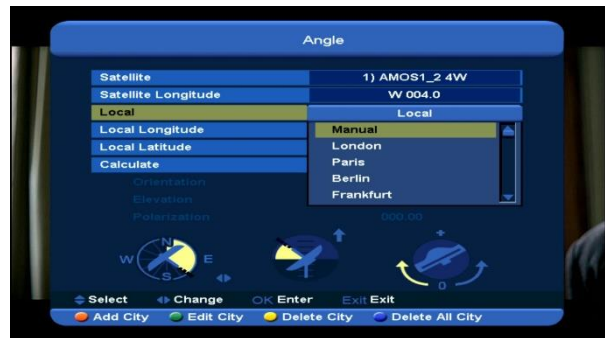 Angle
Satellite 1) AMOS1_2 4W
Satellite Longitude W 004.0
Local Local
Local Longitude Manual
Local Latitude London
Calculate Paris
Berlin
Orientation
Frankfurt
Elevation
Polarization 000.00
N
W E
S
+
- 0
Select Change OK Enter Exit Exit
Add City Edit City Delete City Delete All City